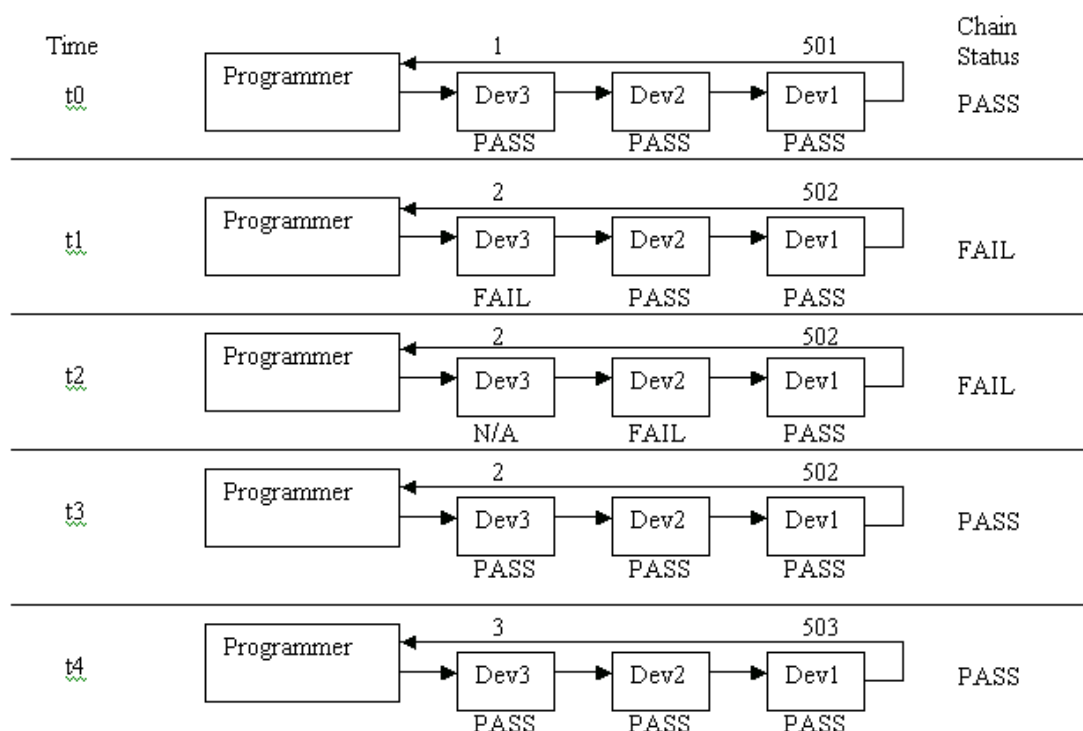 Time
Chain
Status
1 501
Programmer
t0
Dev3 Dev2 Dev1
PASS
PASS PASS PASS
2 502
Programmer
t1
Dev3 Dev2 Dev1
FAIL
FAIL PASS PASS
2 502
Programmer
t2
Dev3 Dev2 Dev1
FAIL
N/A FAIL PASS
2 502
Programmer
t3
Dev3 Dev2 Dev1
PASS
PASS PASS PASS
3 503
Programmer
t4
Dev3 Dev2 Dev1
PASS
PASS PASS PASS